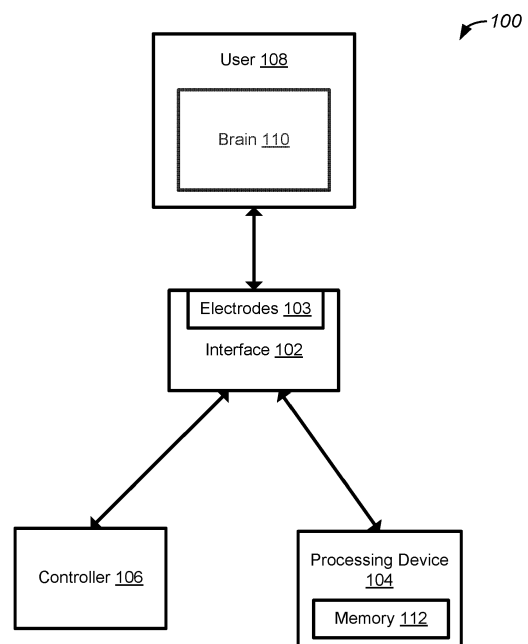 100
User 108
Brain 110
Electrodes 103
Interface 102
Controller 106
Processing Device
104
Memory 112